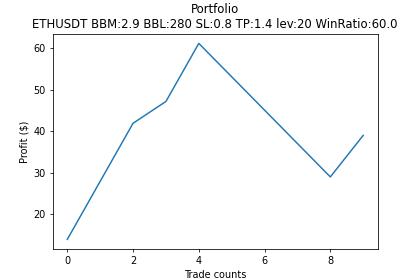 Portfolio
ETHUSDT BBM:2.9 BBL:280 SL:0.8 TP:1.4 lev:20 WinRatio:60.0
60
50
40
30
20
Profit ($)
0 2 4 6 8
Trade counts